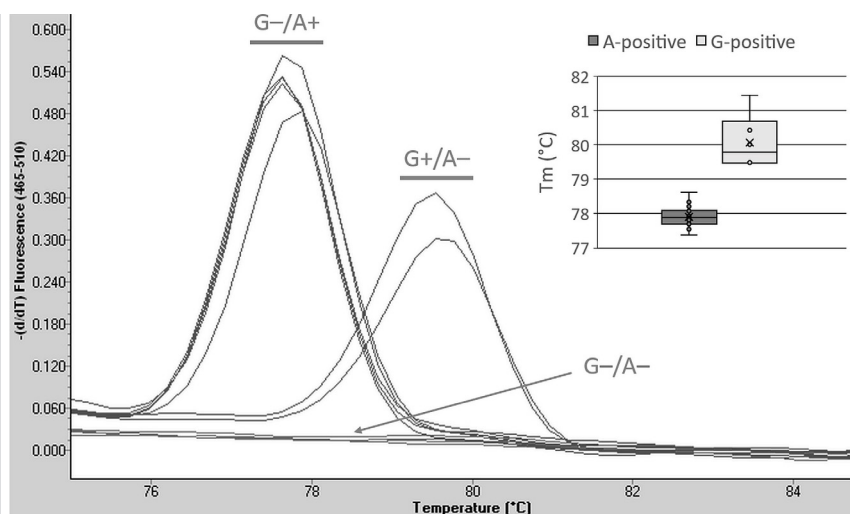 G−/A+
G+/A−
G−/A−
-(d/dT) Fluorescence (465-510)
0.600
0.540
0.480
0.420
0.360
0.300
0.240
0.180
0.120
0.060
0.000
76 78 80 82 84
Temperature [°C]
A-positive G-positive
Tm (°C)
82
81
80
79
78
77